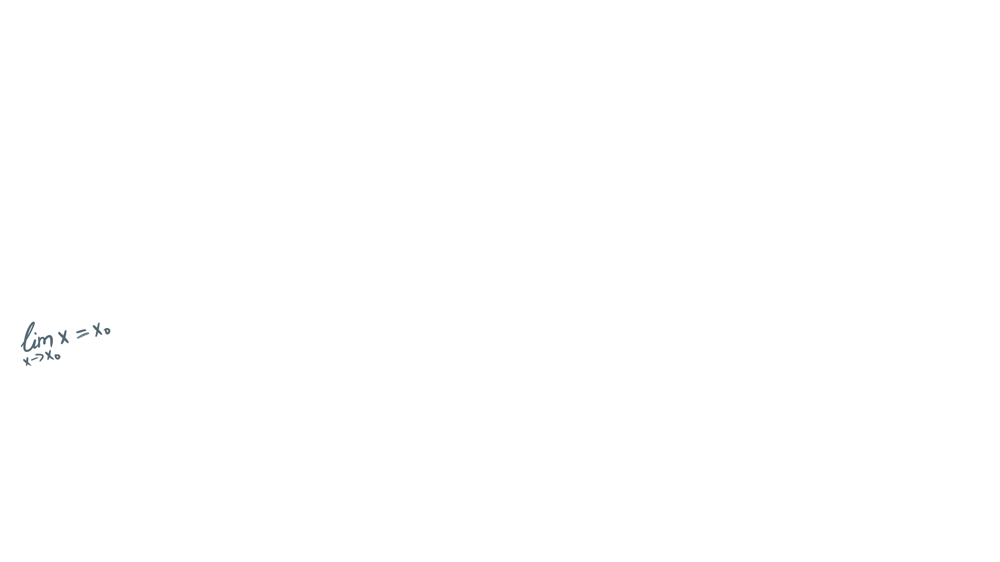 lim x = x₀
x→x₀